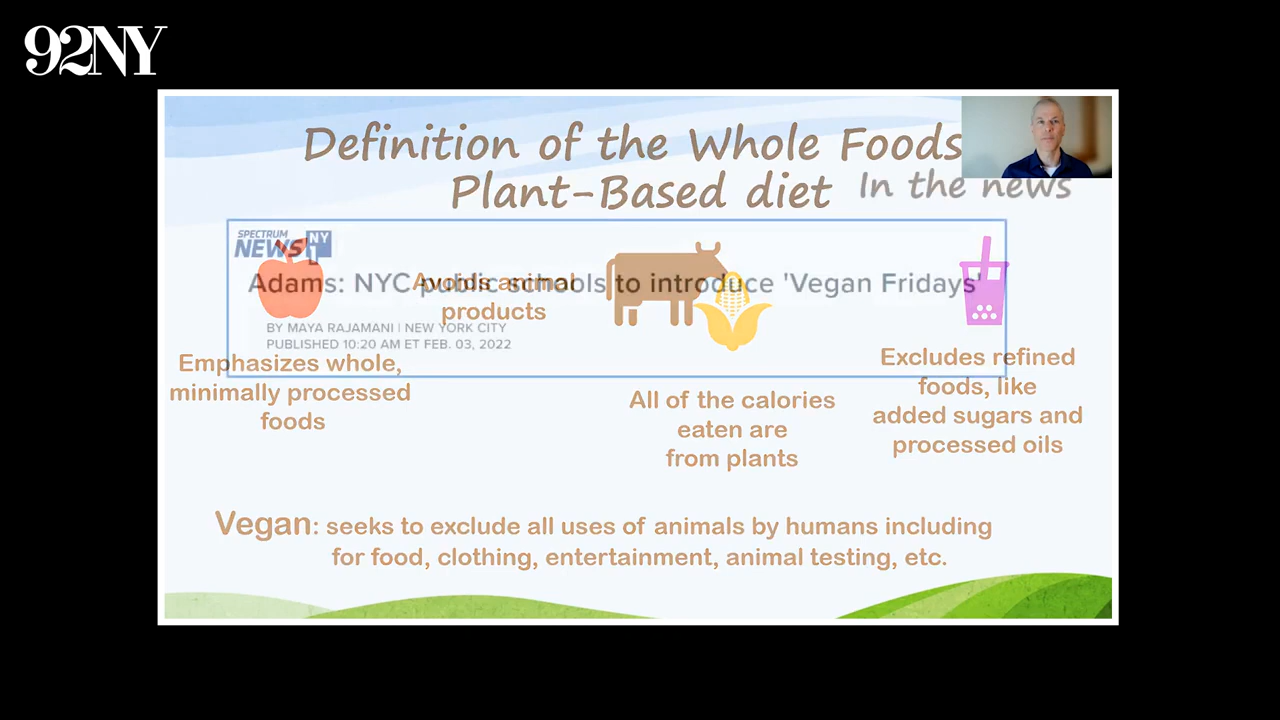 92NY
Definition of the Whole Foods
Plant-Based diet
In the news
SPECTRUM
NEWS NY
1
Adams: NYC public schools to introduce 'Vegan Fridays'
BY MAYA RAJAMANI | NEW YORK CITY
PUBLISHED 10:20 AM ET FEB. 03, 2022
Emphasizes whole,
minimally processed
foods
Avoids animal
products
All of the calories
eaten are
from plants
Excludes refined
foods, like
added sugars and
processed oils
Vegan: seeks to exclude all uses of animals by humans including
for food, clothing, entertainment, animal testing, etc.